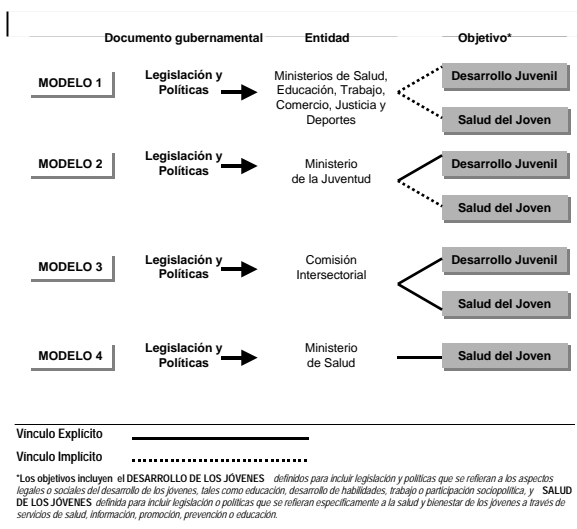 Documento gubernamental Entidad Objetivo*
MODELO 1
Legislación y
Políticas
Ministerios de Salud,
Educación, Trabajo,
Comercio, Justicia y
Deportes
Desarrollo Juvenil
Salud del Joven
MODELO 2
Legislación y
Políticas
Ministerio
de la Juventud
Desarrollo Juvenil
Salud del Joven
MODELO 3
Legislación y
Políticas
Comisión
Intersectorial
Desarrollo Juvenil
Salud del Joven
MODELO 4
Legislación y
Políticas
Ministerio
de Salud
Salud del Joven
Vínculo Explícito
Vínculo Implícito
*Los objetivos incluyen el DESARROLLO DE LOS JÓVENES definidos para incluir legislación y políticas que se refieran a los aspectos
legales o sociales del desarrollo de los jóvenes, tales como educación, desarrollo de habilidades, trabajo o participación sociopolítica, y SALUD
DE LOS JÓVENES definida para incluir legislación o políticas que se refieran específicamente a la salud y bienestar de los jóvenes a través de
servicios de salud, información, promoción, prevención o educación.